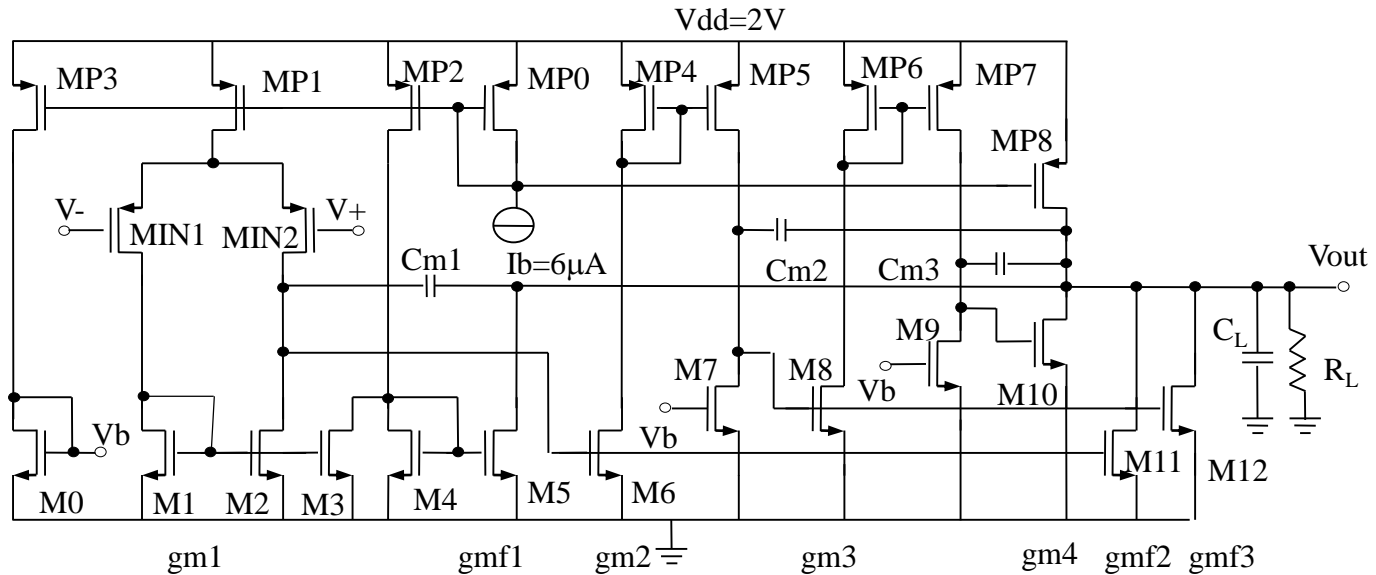 Vdd=2V
MP3
MP1
MP2
MP0
MP4
MP5
MP6
MP7
MP8
V-
MIN1
MIN2
V+
Ib=6μA
Cm1
Cm2
Cm3
Vout
M9
CL
RL
M7
M8
Vb
M10
Vb
Vb
M11
M12
M0
M1
M2
M3
M4
M5
M6
gm1
gmf1
gm2
gm3
gm4
gmf2
gmf3